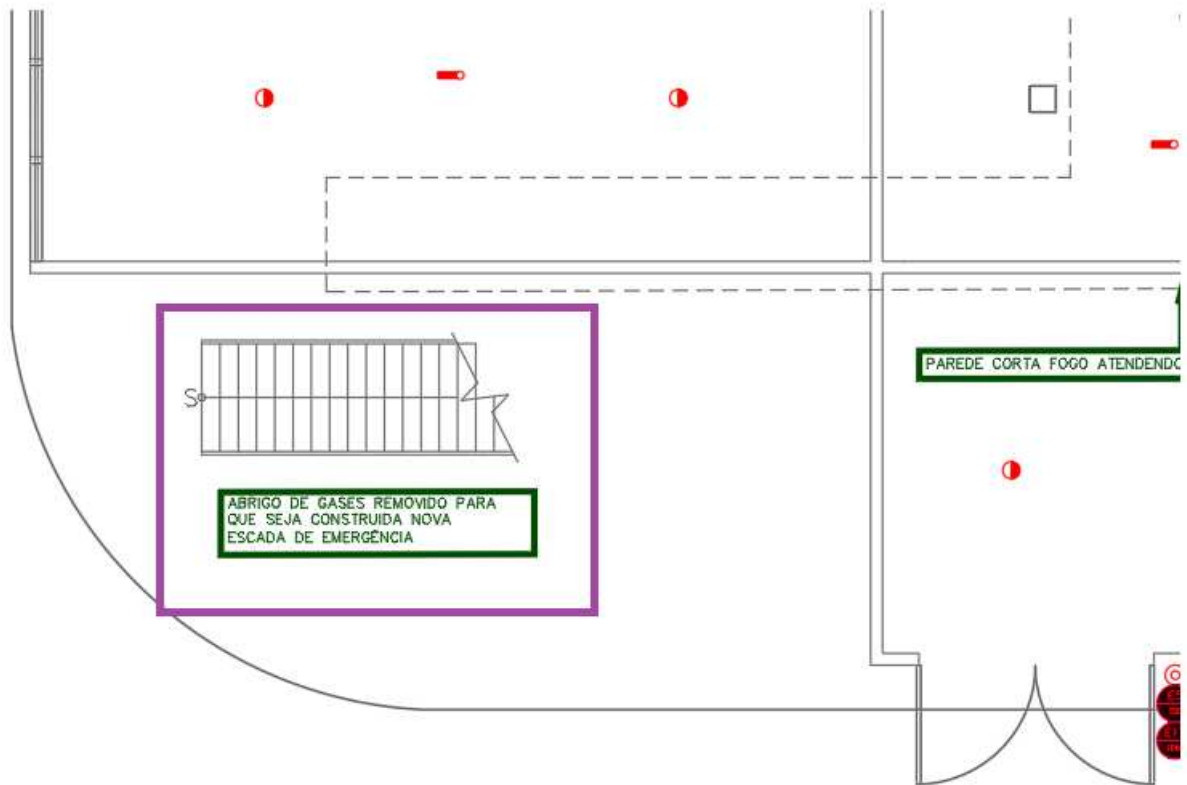 PAREDE CORTA FOGO ATENDENDO
S
ABRIGO DE GASES REMOVIDO PARA
QUE SEJA CONSTRUIDA NOVA
ESCADA DE EMERGÊNCIA